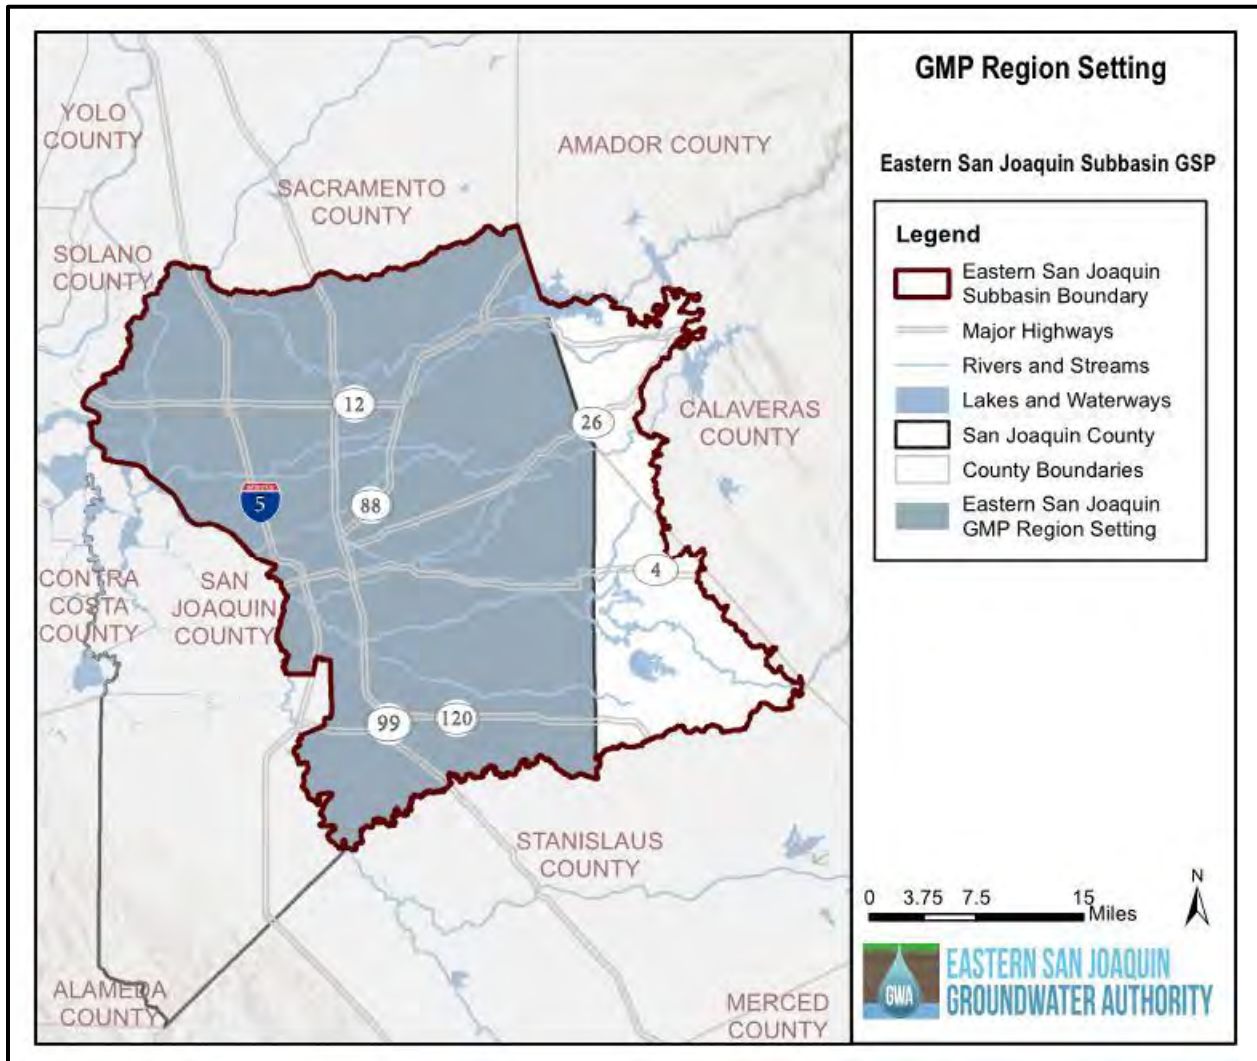 GMP Region Setting
Eastern San Joaquin Subbasin GSP
Legend
Eastern San Joaquin
Subbasin Boundary
Major Highways
Rivers and Streams
Lakes and Waterways
San Joaquin County
County Boundaries
Eastern San Joaquin
GMP Region Setting
YOLO
COUNTY
AMADOR COUNTY
SACRAMENTO
COUNTY
SOLANO
COUNTY
12
26
CALAVERAS
COUNTY
5
88
4
CONTRA
COSTA
COUNTY
SAN
JOAQUIN
COUNTY
99
120
STANISLAUS
COUNTY
ALAMEDA
COUNTY
MERCED
COUNTY
N
0 3.75 7.5 15
Miles
GWA
EASTERN SAN JOAQUIN
GROUNDWATER AUTHORITY